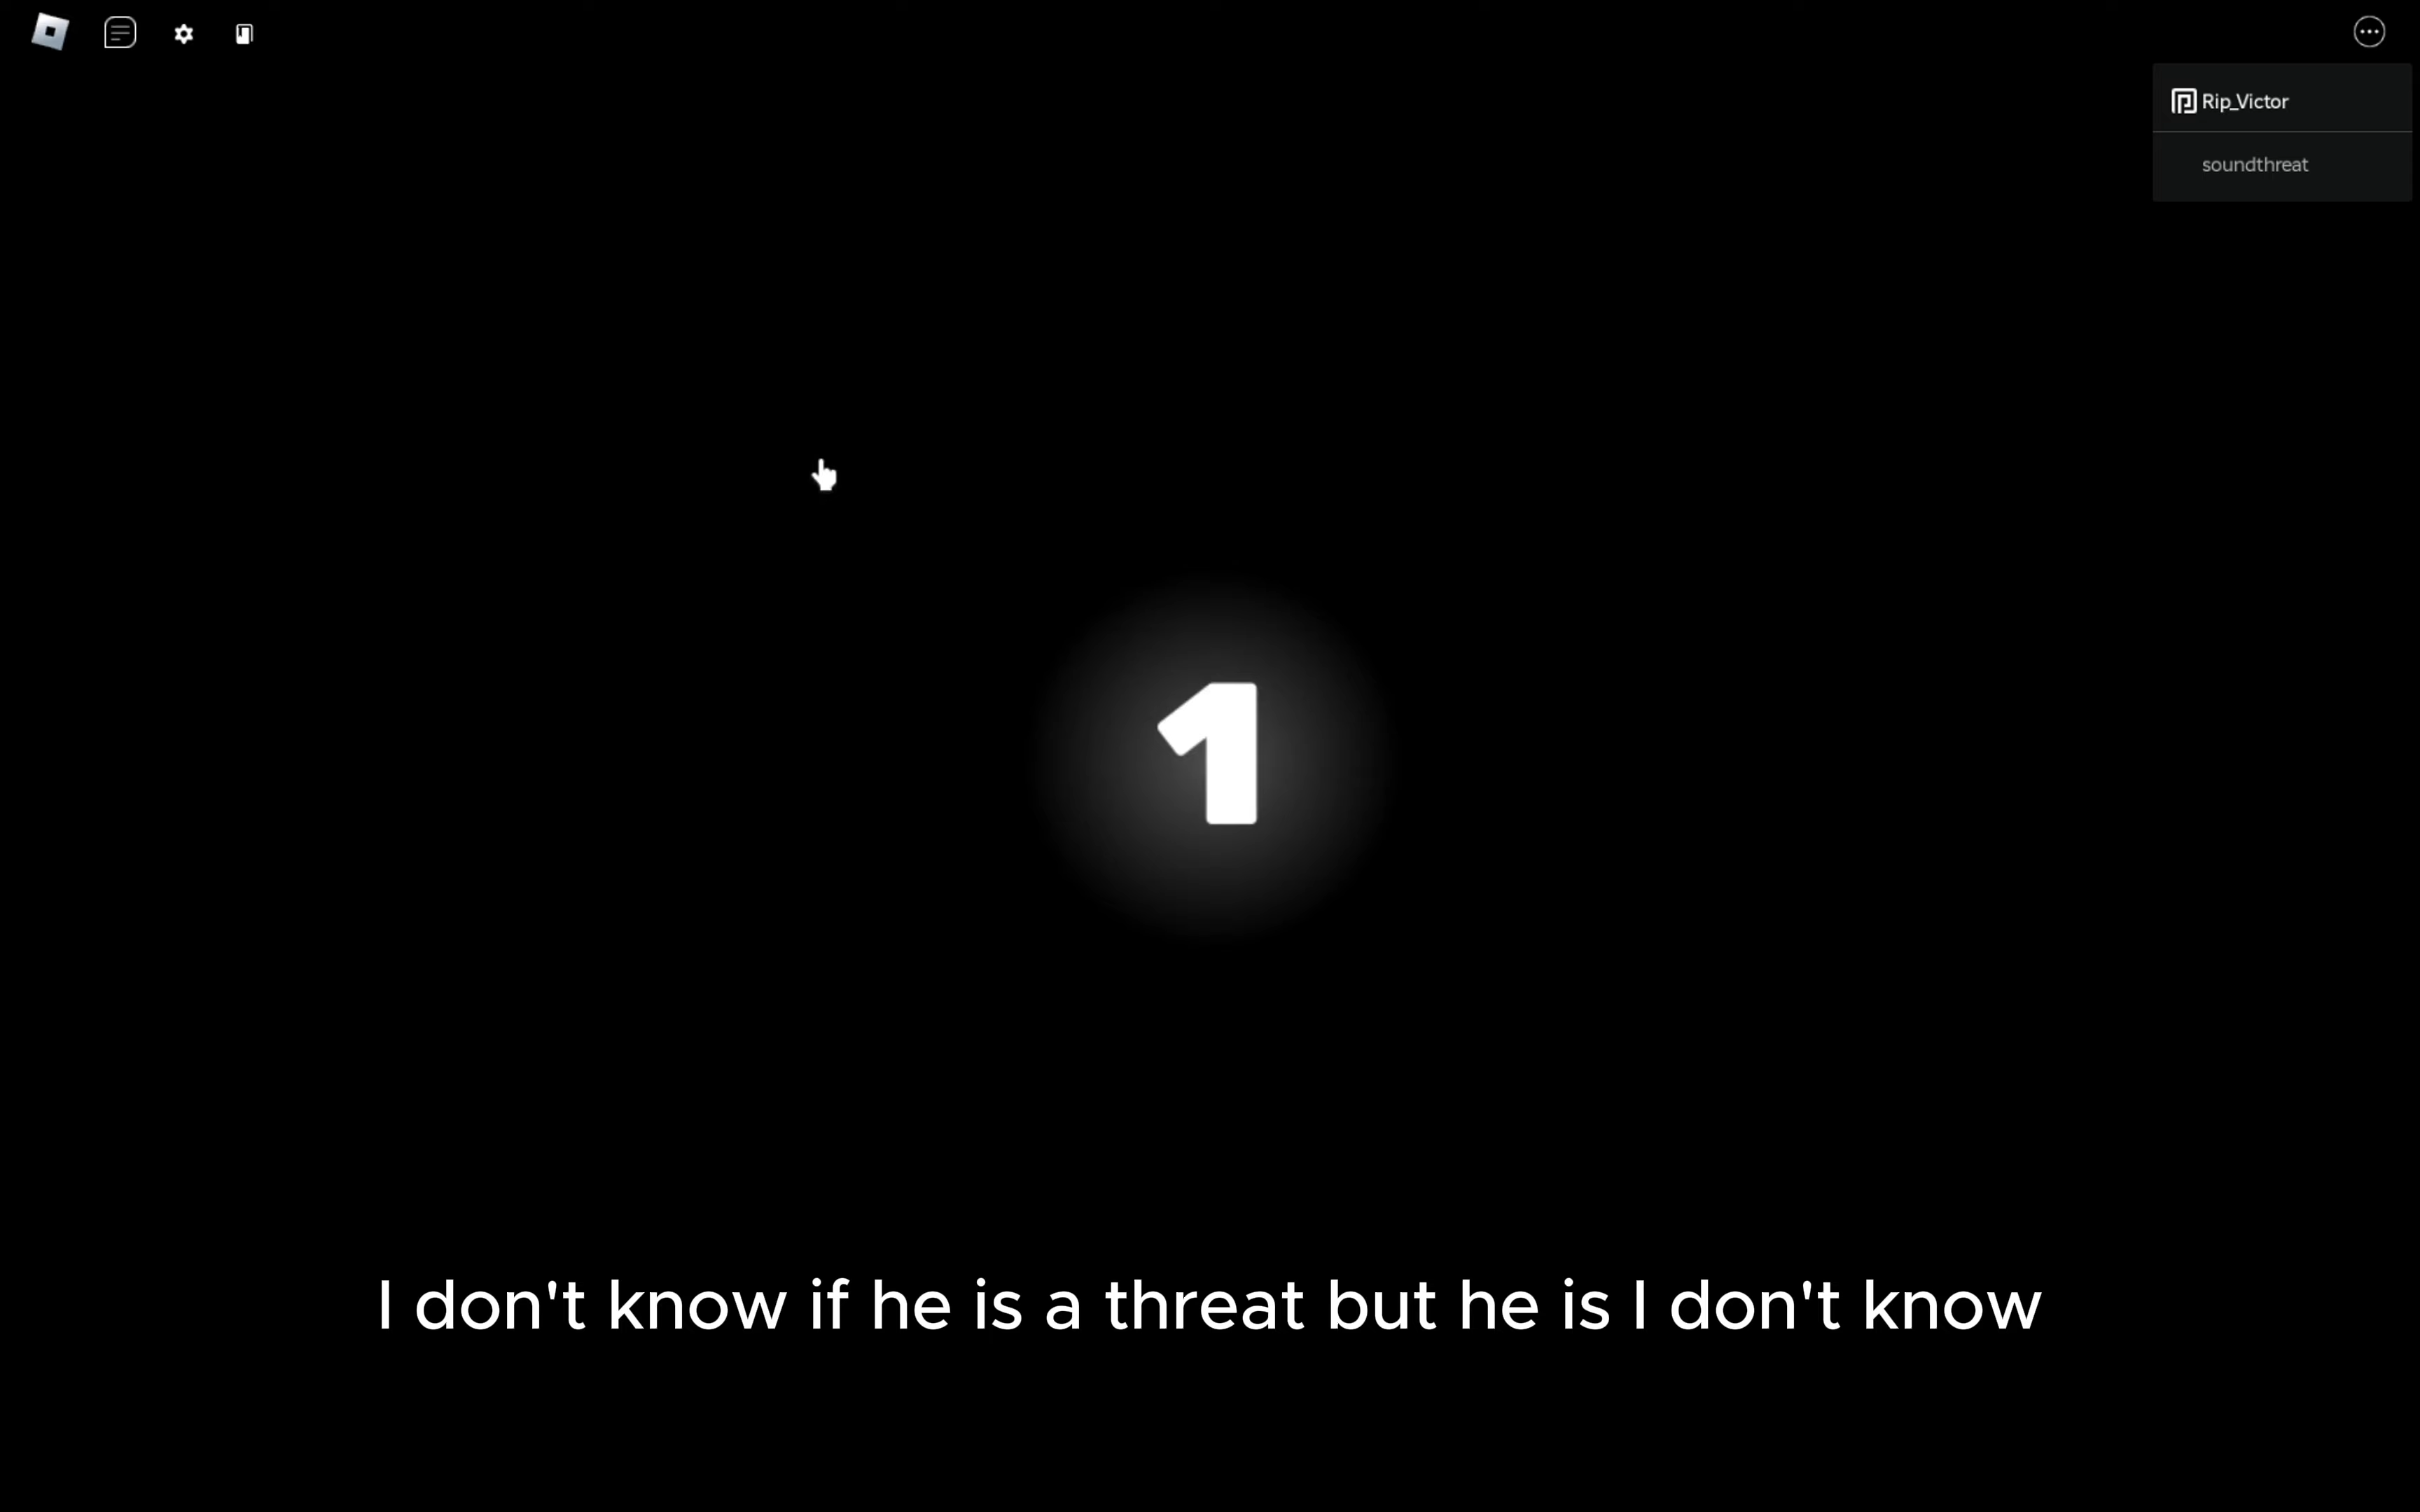 Rip_Victor
soundthreat
1
I don't know if he is a threat but he is I don't know